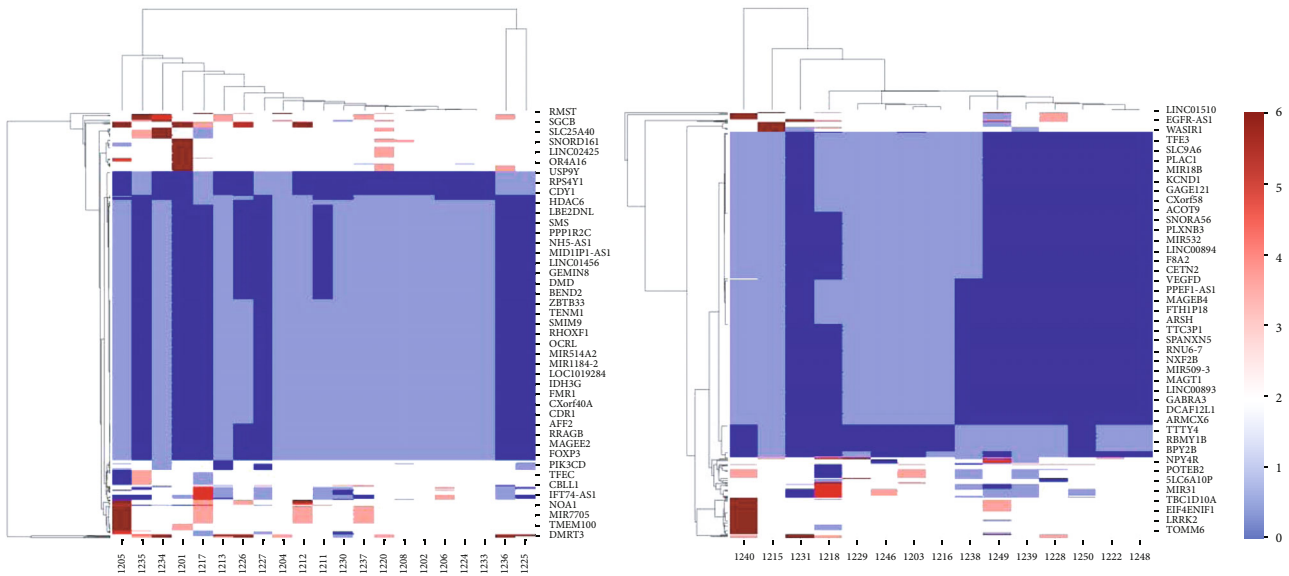 RMST
SGCB
SLC25A40
SNORD161
LINC02425
OR4A16
USP9Y
RPS4Y1
CDY1
HDAC6
LBE2DNL
SMS
PPP1R2C
NH5-AS1
MID1IP1-AS1
LINC01456
GEMIN8
DMD
BEND2
ZBTB33
TENM1
SMIM9
RHOXF1
OCRL
MIR514A2
MIR1184-2
LOC1019284
IDH3G
FMR1
CXorf40A
CDR1
AFF2
RRAGB
MAGEE2
FOXP3
PIK3CD
TFEC
CBLL1
IFT74-AS1
NOA1
MIR7705
TMEM100
DMRT3
1205
1235
1234
1201
1217
1213
1226
1227
1204
1212
1211
1230
1237
1220
1208
1202
1206
1224
1233
1236
1225
LINC01510
EGFR-AS1
WASIR1
TFE3
SLC9A6
PLAC1
MIR18B
KCND1
GAGE121
CXorf58
ACOT9
SNORA56
PLXNB3
MIR532
LINC00894
F8A2
CETN2
VEGFD
PPEF1-AS1
MAGEB4
FTH1P18
ARSH
TTC3P1
SPANXN5
RNU6-7
NXF2B
MIR509-3
MAGT1
LINC00893
GABRA3
DCAF12L1
ARMCX6
TTTY4
RBMY1B
BPY2B
NPY4R
POTEB2
5LC6A10P
MIR31
TBC1D10A
EIF4ENIF1
LRRK2
TOMM6
1240
1215
1231
1218
1229
1246
1203
1216
1238
1249
1239
1228
1250
1222
1248
6
5
4
3
2
1
0